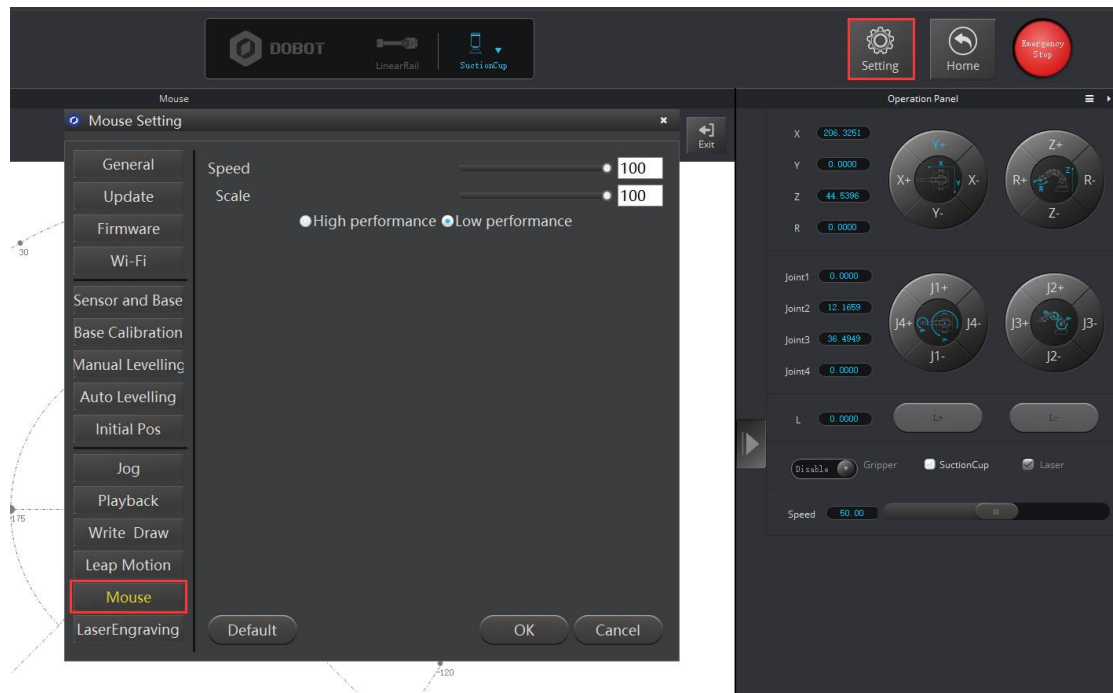 DOBOT
LinearRail
SuctionCup
Setting
Home
Emergency
Stop
Mouse
Operation Panel
Mouse Setting
Exit
General
Update
Firmware
Wi-Fi
Sensor and Base
Base Calibration
Manual Levelling
Auto Levelling
Initial Pos
Jog
Playback
Write Draw
Leap Motion
Mouse
LaserEngraving
Speed 100
Scale 100
High performance Low performance
Default OK Cancel
30
175
-120
X 206.3251
Y 0.0000
Z 44.5396
R 0.0000
Y+
X+ X Y X-
Y-
Z+
R+ R Z R-
Z-
Joint1 0.0000
Joint2 12.1659
Joint3 36.4949
Joint4 0.0000
J1+
J4+ J4-
J1-
J2+
J3+ J3-
J2-
L 0.0000 L+ L-
Disable Gripper SuctionCup Laser
Speed 50.00